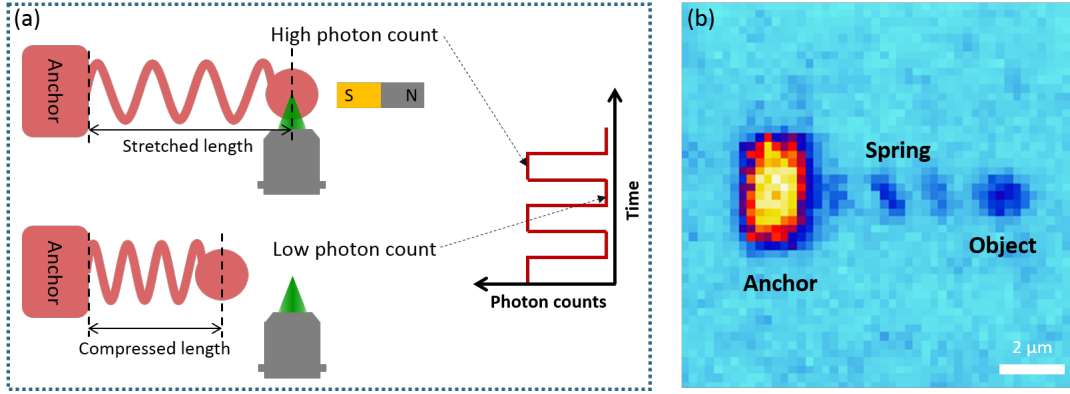 (a)
High photon count
Anchor
S N
Stretched length
Low photon count
Time
Anchor
Photon counts
Compressed length
(b)
Spring
Object
Anchor
2 μm